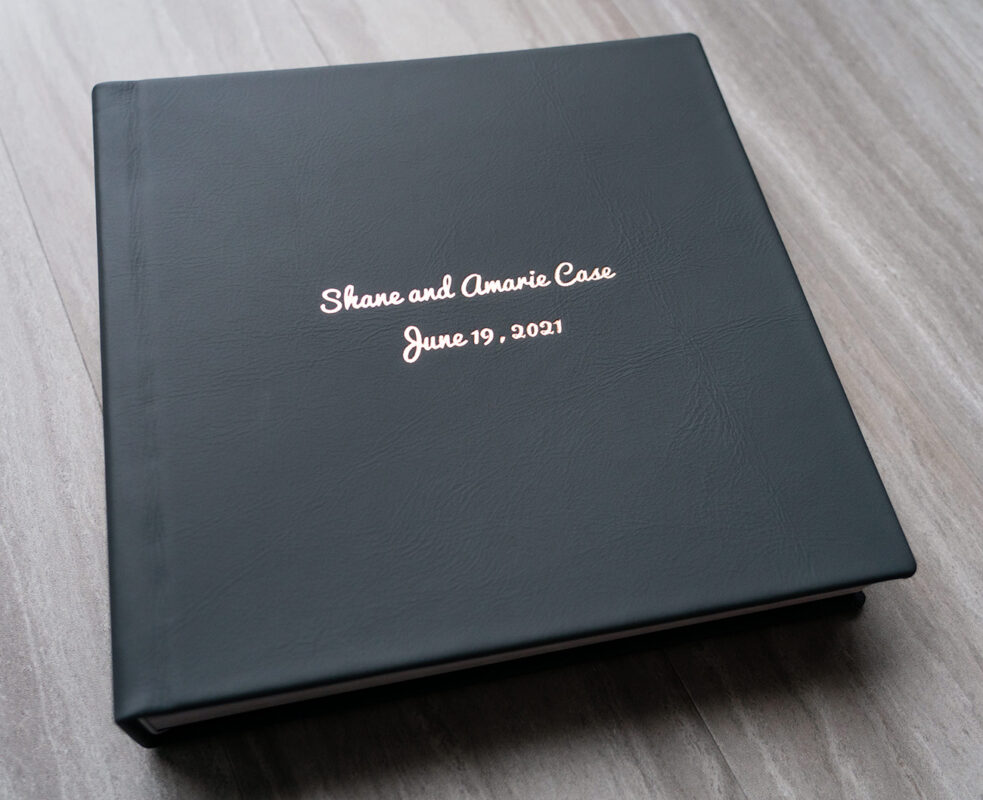 Shane and Amarie Case
June 19, 2021